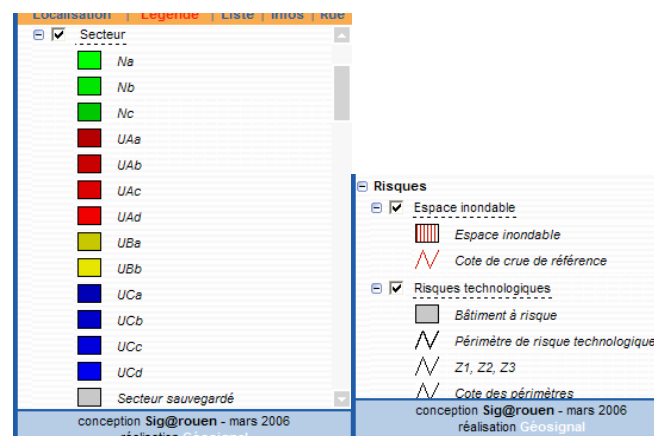 Localisation | Légende | Liste | Infos | Rue
Secteur
Na
Nb
Nc
UAa
UAb
UAc
UAd
UBa
UBb
UCa
UCb
UCc
UCd
Secteur sauvegardé
conception Sig@rouen - mars 2006
réalisation Géosignal
Risques
Espace inondable
Espace inondable
Cote de crue de référence
Risques technologiques
Bâtiment à risque
Périmètre de risque technologique
Z1, Z2, Z3
Cote des périmètres
conception Sig@rouen - mars 2006
réalisation Géosignal